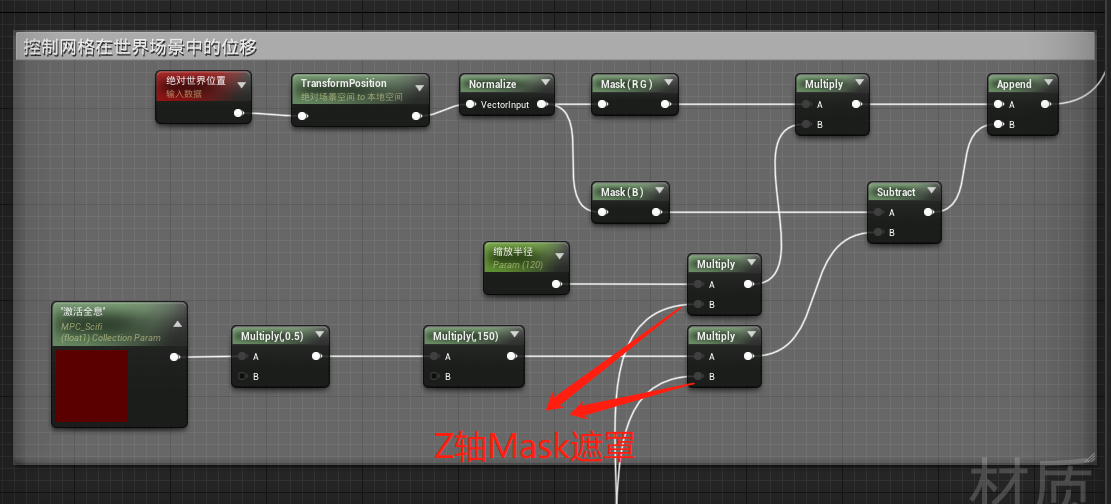 控制网格在世界场景中的位移
绝对世界位置
输入数据
TransformPosition
绝对场景空间 to 本地空间
Normalize
VectorInput
Mask(RG)
Multiply
A
B
Append
A
B
Mask(B)
Subtract
A
B
缩放半径
Param (120)
Multiply
A
B
"激活全息"
MPC_Scifi
(float1) Collection Param
Multiply(,0.5)
A
B
Multiply(,150)
A
B
Multiply
A
B
Z轴Mask遮罩
材质